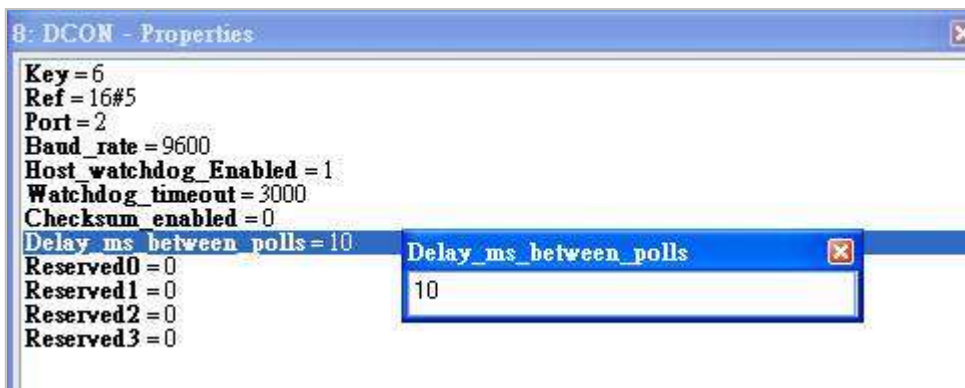 8: DCON - Properties
Key = 6
Ref = 16#5
Port = 2
Baud_rate = 9600
Host_watchdog_Enabled = 1
Watchdog_timeout = 3000
Checksum_enabled = 0
Delay_ms_between_polls = 10
Reserved0 = 0
Reserved1 = 0
Reserved2 = 0
Reserved3 = 0
Delay_ms_between_polls
10